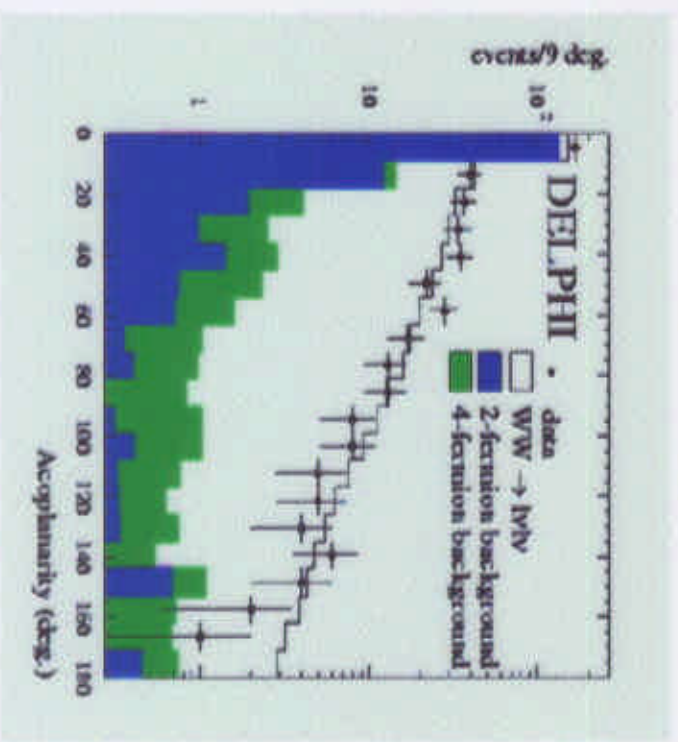 events/9 deg.
10²
10
1
DELPHI
data
WW → lνlν
2-fermion background
4-fermion background
0 20 40 60 80 100 120 140 160 180
Acoplanarity (deg.)